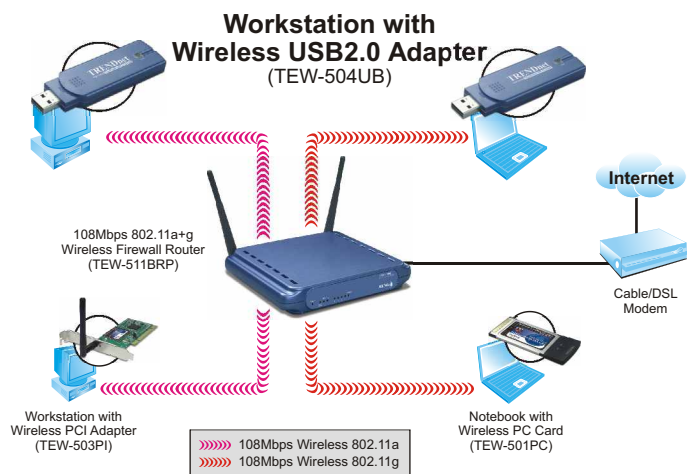 Workstation with
Wireless USB2.0 Adapter
(TEW-504UB)
TRENDnet
TRENDnet
Internet
108Mbps 802.11a+g
Wireless Firewall Router
(TEW-511BRP)
Cable/DSL
Modem
Workstation with
Wireless PCI Adapter
(TEW-503PI)
Notebook with
Wireless PC Card
(TEW-501PC)
108Mbps Wireless 802.11a
108Mbps Wireless 802.11g